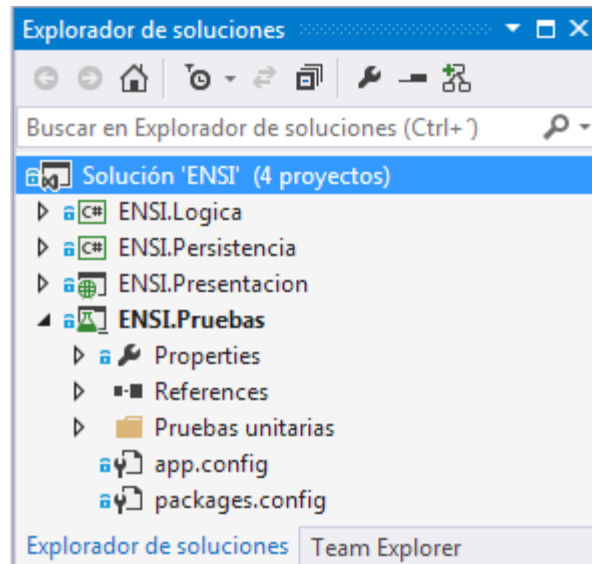 Explorador de soluciones
Buscar en Explorador de soluciones (Ctrl+´)
Solución 'ENSI' (4 proyectos)
C# ENSI.Logica
C# ENSI.Persistencia
ENSI.Presentacion
ENSI.Pruebas
Properties
References
Pruebas unitarias
app.config
packages.config
Explorador de soluciones Team Explorer